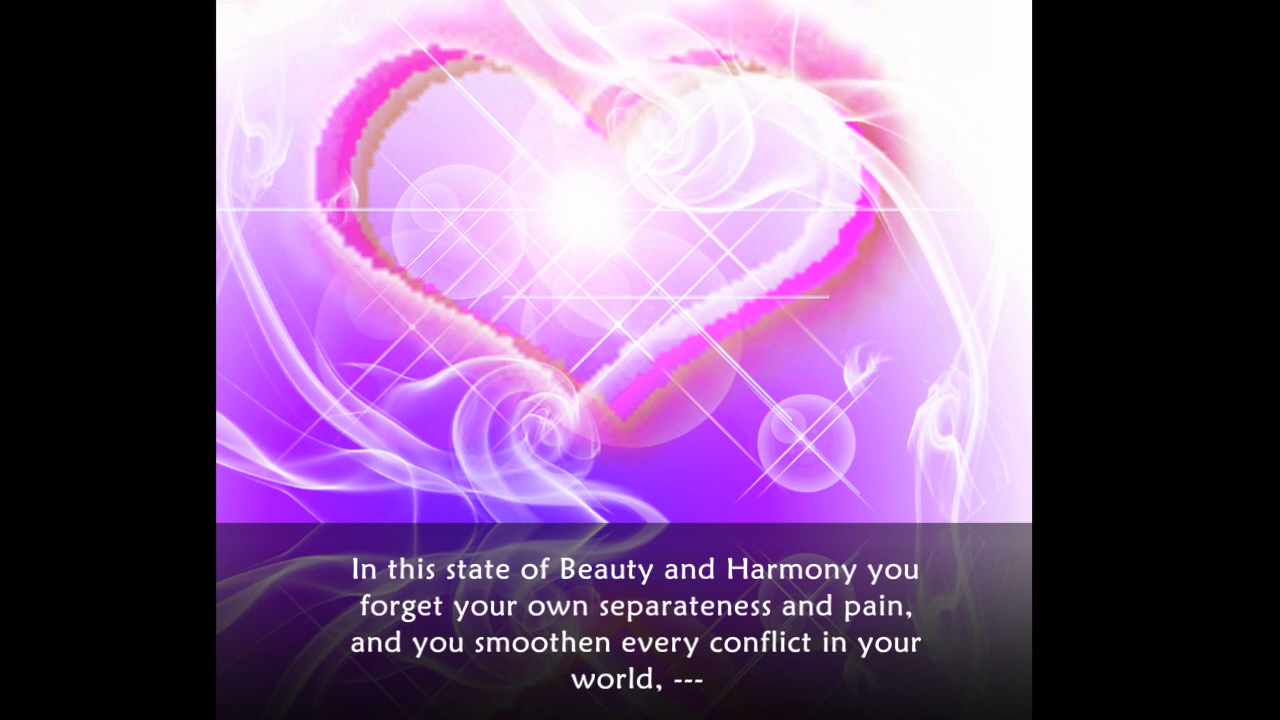 In this state of Beauty and Harmony you
forget your own separateness and pain,
and you smoothen every conflict in your
world, ---